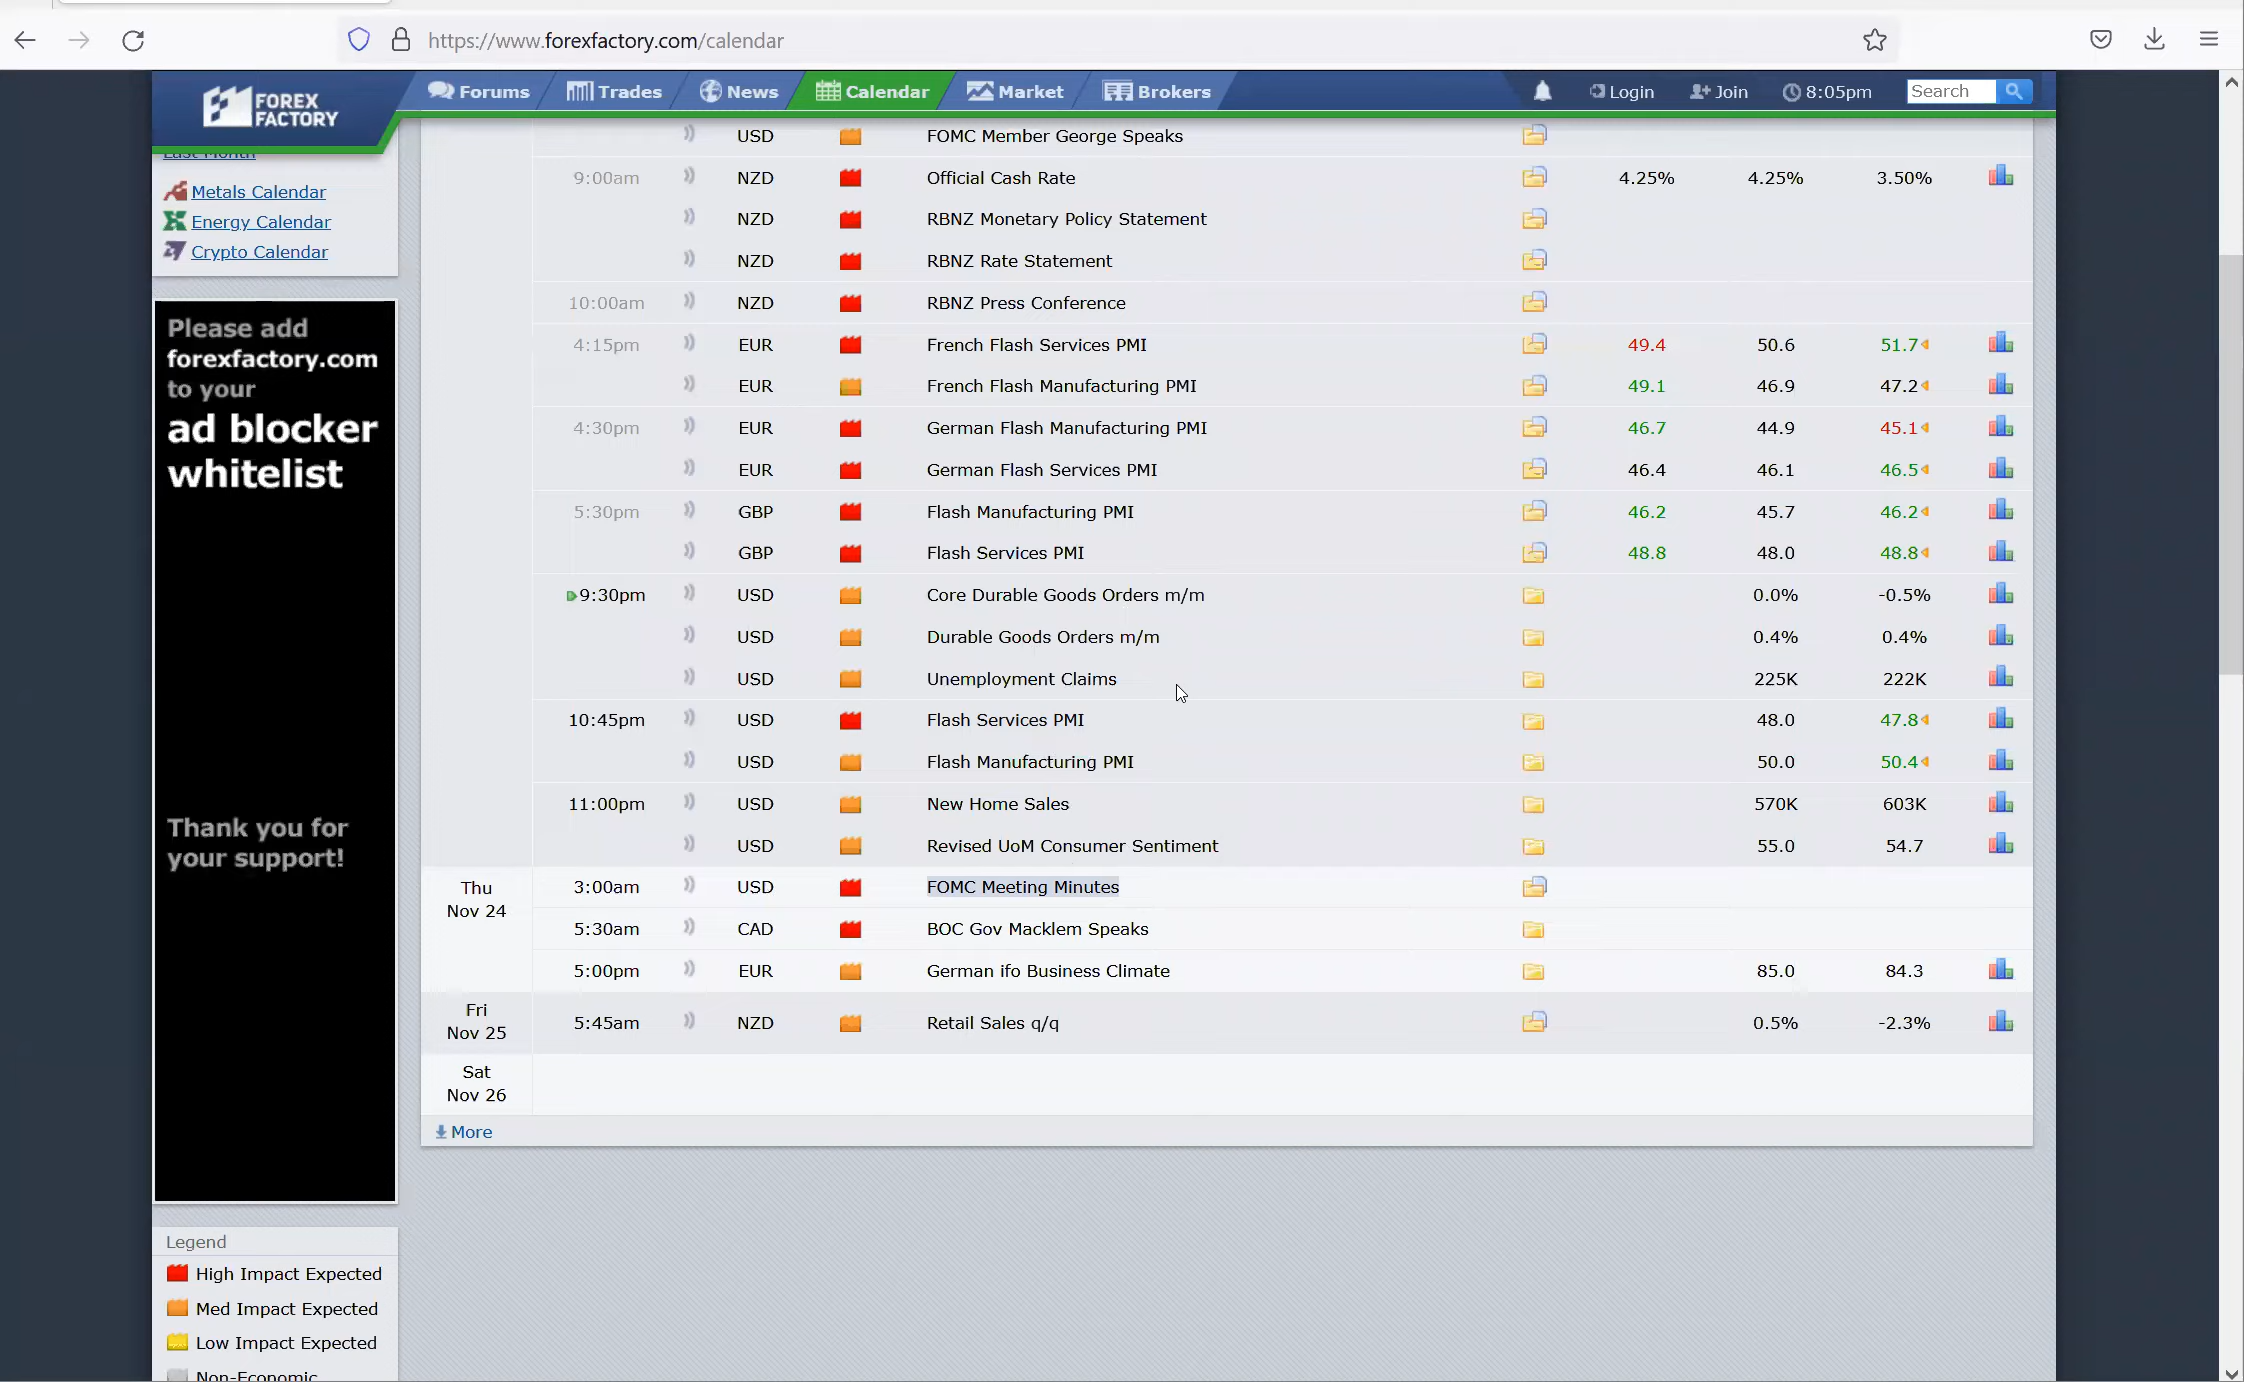 https://www.forexfactory.com/calendar
FOREX FACTORY
Forums Trades News Calendar Market Brokers Login Join 8:05pm Search
Last Month
Metals Calendar
Energy Calendar
Crypto Calendar
Please add
forexfactory.com
to your
ad blocker
whitelist
Thank you for
your support!
Legend
High Impact Expected
Med Impact Expected
Low Impact Expected
Non-Economic
USD FOMC Member George Speaks
9:00am NZD Official Cash Rate 4.25% 4.25% 3.50%
NZD RBNZ Monetary Policy Statement
NZD RBNZ Rate Statement
10:00am NZD RBNZ Press Conference
4:15pm EUR French Flash Services PMI 49.4 50.6 51.7
EUR French Flash Manufacturing PMI 49.1 46.9 47.2
4:30pm EUR German Flash Manufacturing PMI 46.7 44.9 45.1
EUR German Flash Services PMI 46.4 46.1 46.5
5:30pm GBP Flash Manufacturing PMI 46.2 45.7 46.2
GBP Flash Services PMI 48.8 48.0 48.8
9:30pm USD Core Durable Goods Orders m/m 0.0% -0.5%
USD Durable Goods Orders m/m 0.4% 0.4%
USD Unemployment Claims 225K 222K
10:45pm USD Flash Services PMI 48.0 47.8
USD Flash Manufacturing PMI 50.0 50.4
11:00pm USD New Home Sales 570K 603K
USD Revised UoM Consumer Sentiment 55.0 54.7
Thu Nov 24 3:00am USD FOMC Meeting Minutes
5:30am CAD BOC Gov Macklem Speaks
5:00pm EUR German ifo Business Climate 85.0 84.3
Fri Nov 25 5:45am NZD Retail Sales q/q 0.5% -2.3%
Sat Nov 26
More